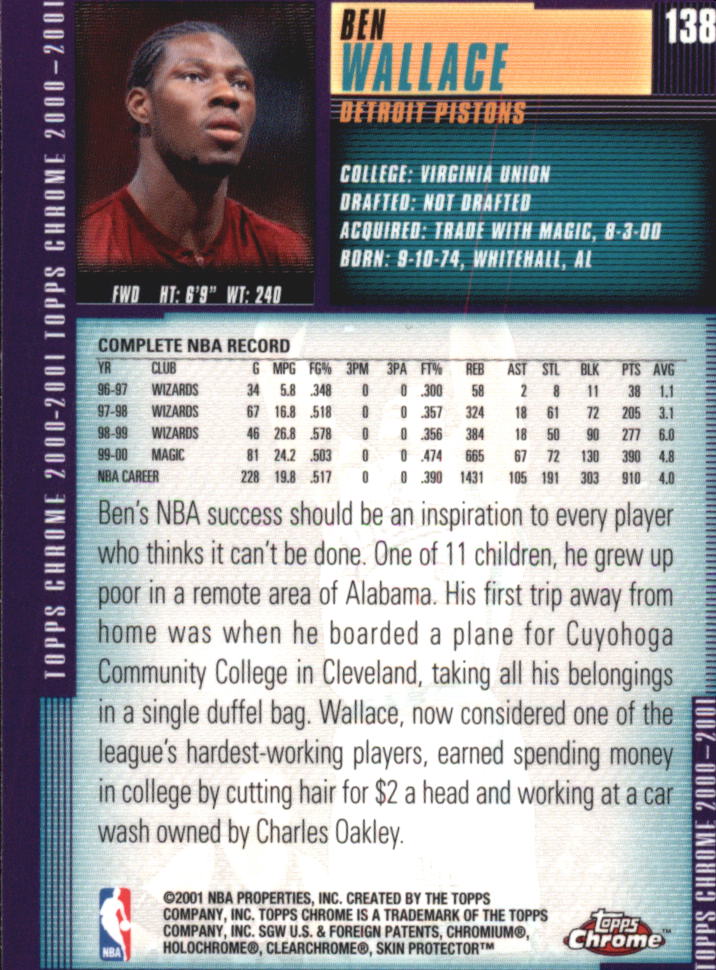 BEN
WALLACE
138
DETROIT PISTONS
COLLEGE: VIRGINIA UNION
DRAFTED: NOT DRAFTED
ACQUIRED: TRADE WITH MAGIC, 8-3-00
BORN: 9-10-74, WHITEHALL, AL
FWD HT: 6'9" WT: 240
TOPPS CHROME 2000-2001 TOPPS CHROME 2000-2001
COMPLETE NBA RECORD
YR CLUB G MPG FG% 3PM 3PA FT% REB AST STL BLK PTS AVG
96-97 WIZARDS 34 5.8 .348 0 0 .300 58 2 8 11 38 1.1
97-98 WIZARDS 67 16.8 .518 0 0 .357 324 18 61 72 205 3.1
98-99 WIZARDS 46 26.8 .578 0 0 .356 384 18 50 90 277 6.0
99-00 MAGIC 81 24.2 .503 0 0 .474 665 67 72 130 390 4.8
NBA CAREER 228 19.8 .517 0 0 .390 1431 105 191 303 910 4.0
Ben's NBA success should be an inspiration to every player
who thinks it can't be done. One of 11 children, he grew up
poor in a remote area of Alabama. His first trip away from
home was when he boarded a plane for Cuyohoga
Community College in Cleveland, taking all his belongings
in a single duffel bag. Wallace, now considered one of the
league's hardest-working players, earned spending money
in college by cutting hair for $2 a head and working at a car
wash owned by Charles Oakley.
TOPPS CHROME 2000-2001
©2001 NBA PROPERTIES, INC. CREATED BY THE TOPPS
COMPANY, INC. TOPPS CHROME IS A TRADEMARK OF THE TOPPS
COMPANY, INC. SGW U.S. & FOREIGN PATENTS, CHROMIUM®,
HOLOCHROME®, CLEARCHROME®, SKIN PROTECTOR™
NBA
Topps
Chrome™